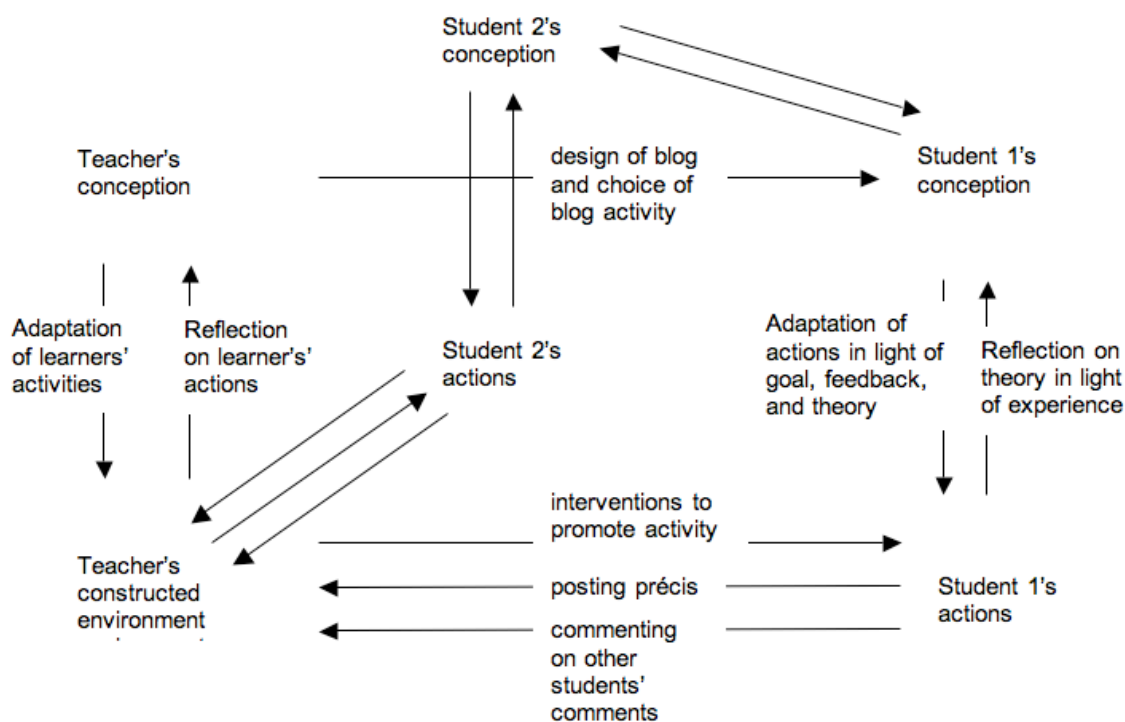 Student 2’s
conception
Teacher’s
conception
design of blog
and choice of
blog activity
Student 1’s
conception
Adaptation
of learners’
activities
Reflection
on learner’s’
actions
Student 2’s
actions
Adaptation of
actions in light of
goal, feedback,
and theory
Reflection on
theory in light
of experience
interventions to
promote activity
Teacher’s
constructed
environment
posting précis
Student 1’s
actions
commenting
on other
students’
comments